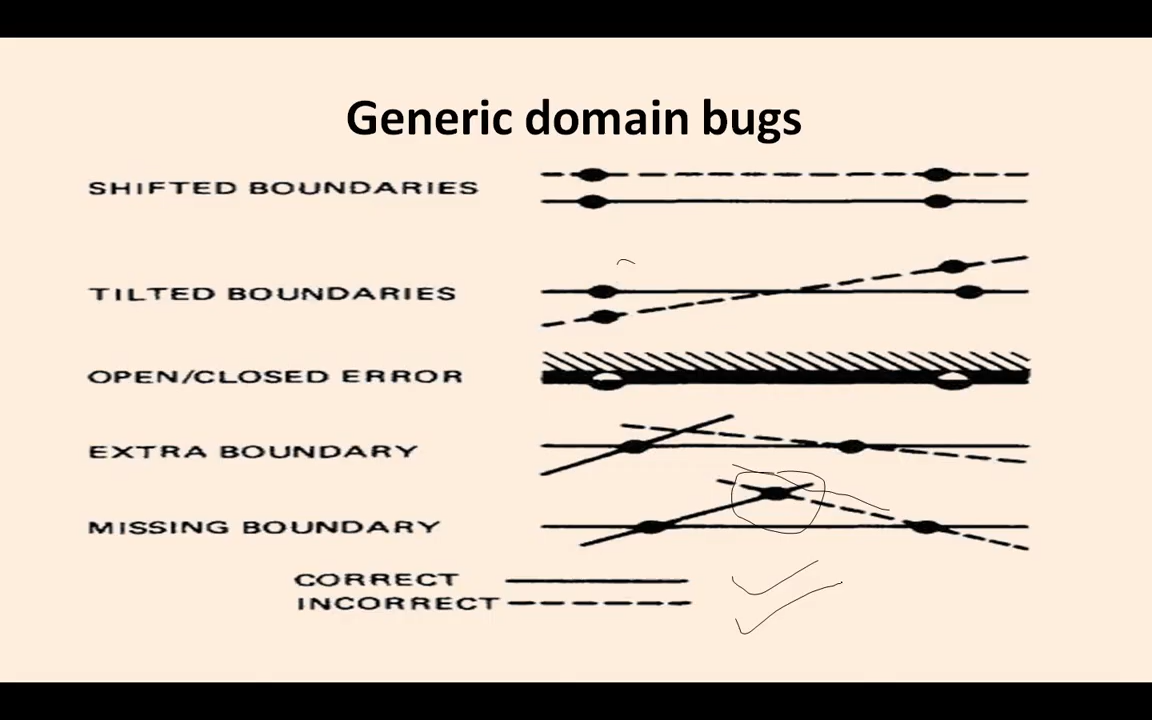 Generic domain bugs
SHIFTED BOUNDARIES
TILTED BOUNDARIES
OPEN/CLOSED ERROR
EXTRA BOUNDARY
MISSING BOUNDARY
CORRECT
INCORRECT